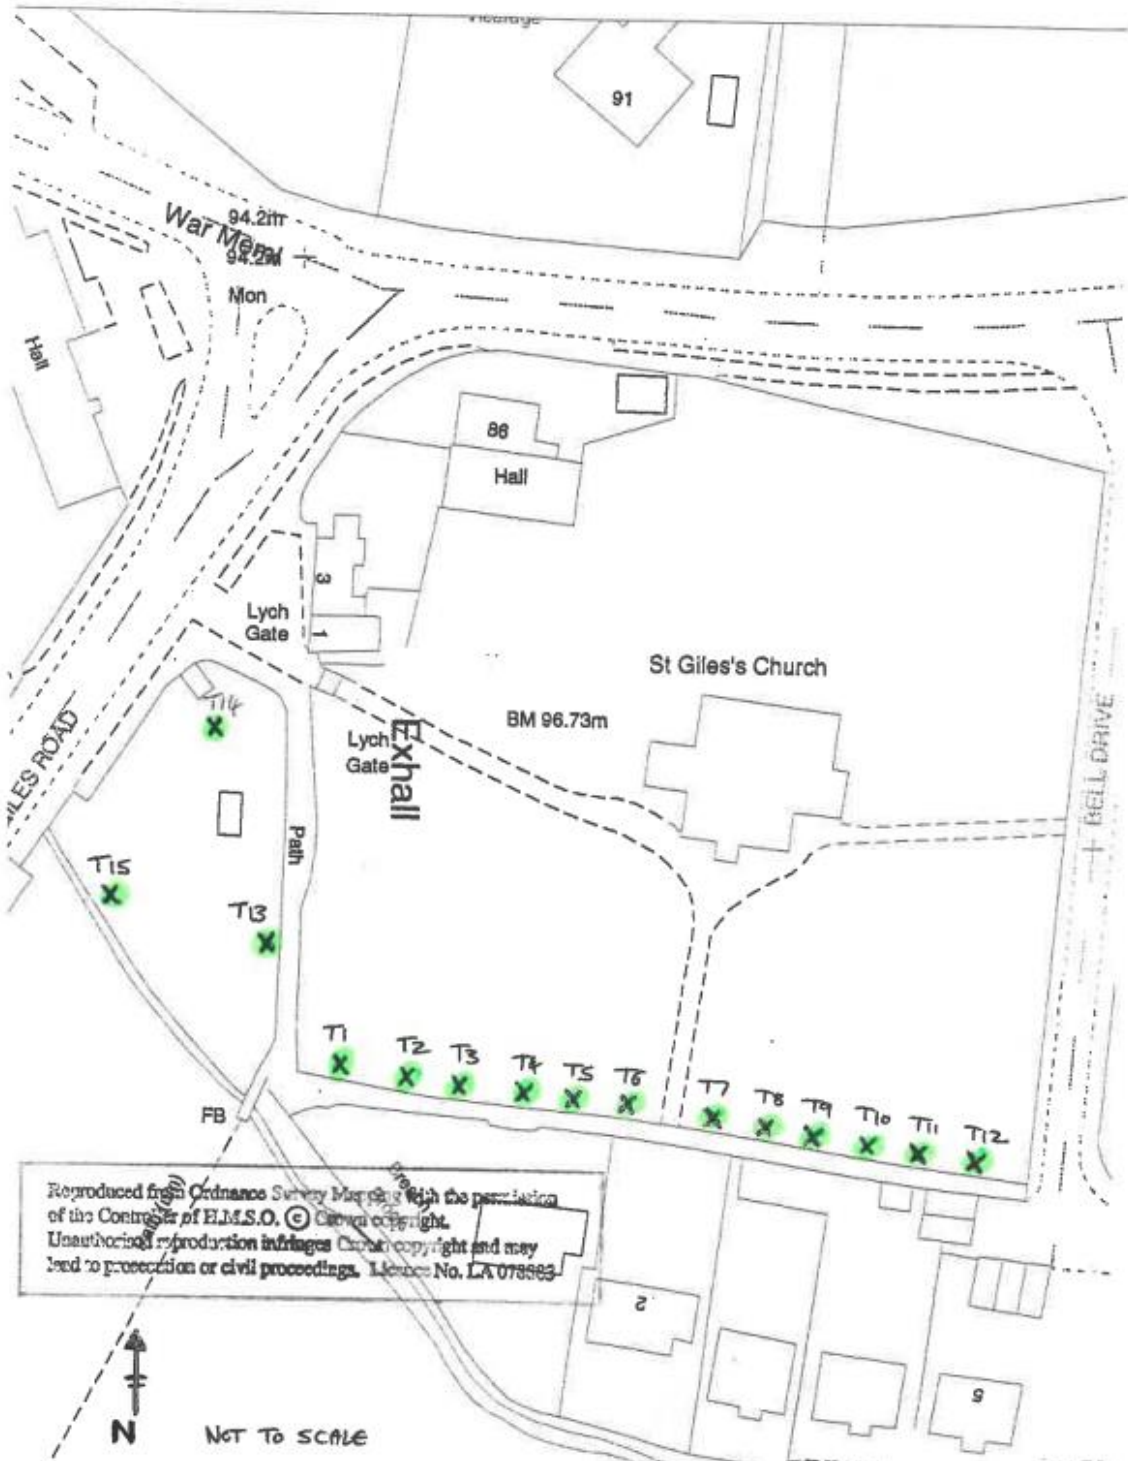 Vicarage
91
94.2m
War Meml
94.2M
Mon
Hall
86
Hall
3
Lych
Gate
1
St Giles's Church
BM 96.73m
Lych
Gate
Exhall
T14
GILES ROAD
BELL DRIVE
Path
T15
T13
T1
T2
T3
T4
T5
T6
T7
T8
T9
T10
T11
T12
FB
Reproduced from Ordnance Survey Mapping with the permission
of the Controller of H.M.S.O. © Crown copyright.
Unauthorised reproduction infringes Crown copyright and may
lead to prosecution or civil proceedings. Licence No.
2
5
N
NOT TO SCALE